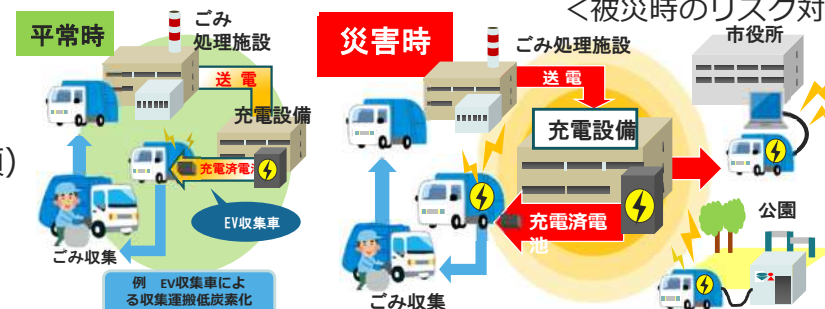 <被災時のリスク対
平常時
ごみ
処理施設
送 電
充電設備
充電済電池
EV収集車
ごみ収集
例 EV収集車によ
る収集運搬低炭素化
災害時
ごみ処理施設
送 電
充電設備
充電済電
池
ごみ収集
市役所
公園